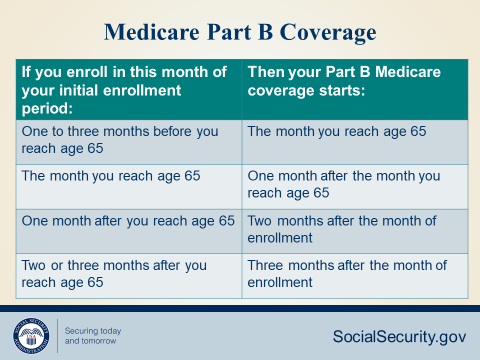 Medicare Part B Coverage
If you enroll in this month of
your initial enrollment
period:
Then your Part B Medicare
coverage starts:
One to three months before you
reach age 65
The month you reach age 65
The month you reach age 65
One month after the month you
reach age 65
One month after you reach age 65
Two months after the month of
enrollment
Two or three months after you
reach age 65
Three months after the month of
enrollment
Securing today
and tomorrow
SocialSecurity.gov